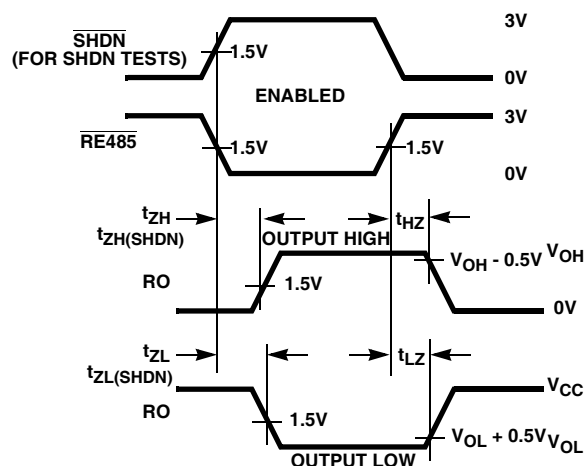 SHDN
(FOR SHDN TESTS)
3V
1.5V
0V
ENABLED
3V
RE485
1.5V
1.5V
0V
tZH
tZH(SHDN)
tHZ
OUTPUT HIGH
VOH - 0.5V VOH
RO
1.5V
0V
tZL
tZL(SHDN)
tLZ
VCC
RO
1.5V
VOL + 0.5V VOL
OUTPUT LOW